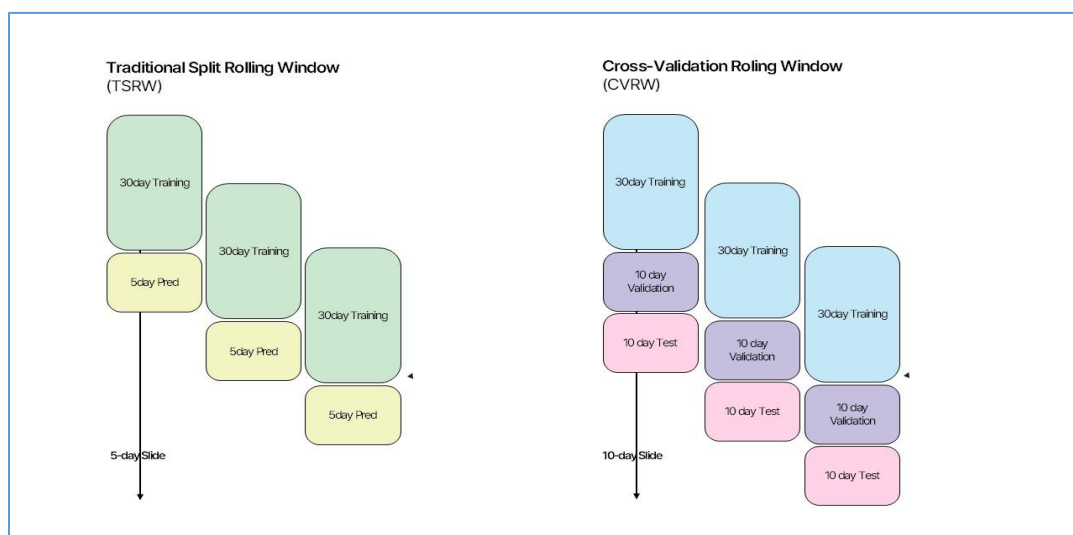 Traditional Split Rolling Window
(TSRW)
30day Training
5day Pred
30day Training
5day Pred
30day Training
5day Pred
5-day Slide
Cross-Validation Roling Window
(CVRW)
30day Training
10 day
Validation
10 day Test
30day Training
10 day
Validation
10 day Test
30day Training
10 day
Validation
10 day Test
10-day Slide